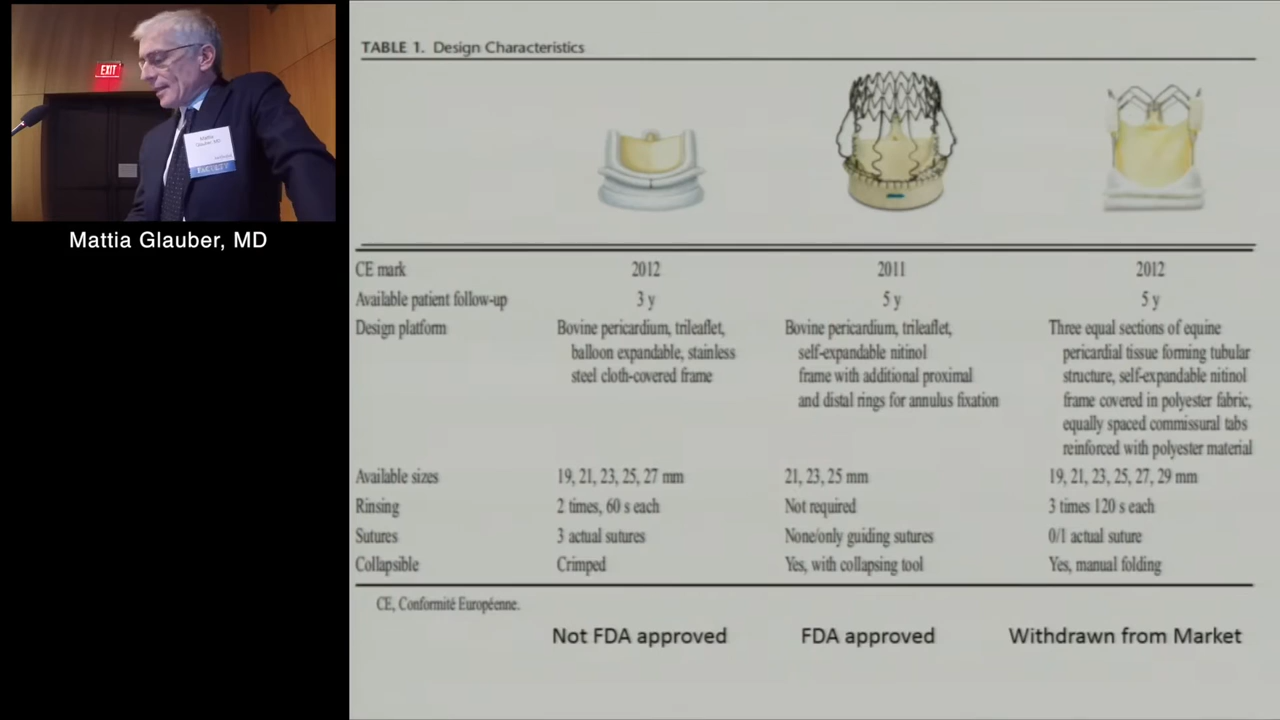 EXIT
Mattia
Glauber, MD
FACULTY
Mattia Glauber, MD
TABLE 1. Design Characteristics
CE mark 2012 2011 2012
Available patient follow-up 3 y 5 y 5 y
Design platform Bovine pericardium, trileaflet, Bovine pericardium, trileaflet, Three equal sections of equine
balloon expandable, stainless self-expandable nitinol pericardial tissue forming tubular
steel cloth-covered frame frame with additional proximal structure, self-expandable nitinol
and distal rings for annulus fixation frame covered in polyester fabric,
equally spaced commissural tabs
reinforced with polyester material
Available sizes 19, 21, 23, 25, 27 mm 21, 23, 25 mm 19, 21, 23, 25, 27, 29 mm
Rinsing 2 times, 60 s each Not required 3 times 120 s each
Sutures 3 actual sutures None/only guiding sutures 0/1 actual suture
Collapsible Crimped Yes, with collapsing tool Yes, manual folding
CE, Conformité Européenne.
Not FDA approved FDA approved Withdrawn from Market